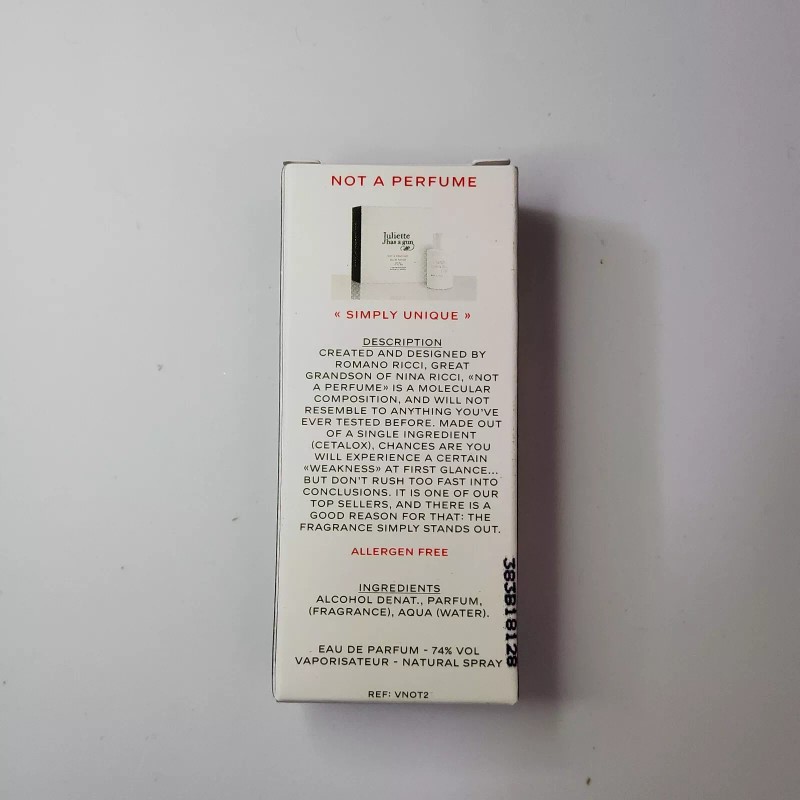 NOT A PERFUME
Juliette
has a gun
« SIMPLY UNIQUE »
DESCRIPTION
CREATED AND DESIGNED BY
ROMANO RICCI, GREAT
GRANDSON OF NINA RICCI, «NOT
A PERFUME» IS A MOLECULAR
COMPOSITION, AND WILL NOT
RESEMBLE TO ANYTHING YOU'VE
EVER TESTED BEFORE. MADE OUT
OF A SINGLE INGREDIENT
(CETALOX), CHANCES ARE YOU
WILL EXPERIENCE A CERTAIN
«WEAKNESS» AT FIRST GLANCE...
BUT DON'T RUSH TOO FAST INTO
CONCLUSIONS. IT IS ONE OF OUR
TOP SELLERS, AND THERE IS A
GOOD REASON FOR THAT: THE
FRAGRANCE SIMPLY STANDS OUT.
ALLERGEN FREE
INGREDIENTS
ALCOHOL DENAT., PARFUM,
(FRAGRANCE), AQUA (WATER).
EAU DE PARFUM - 74% VOL
VAPORISATEUR - NATURAL SPRAY
REF: VNOT2
383B18128